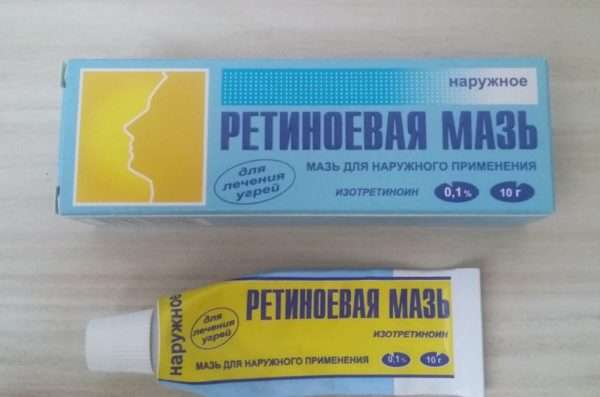 наружное
РЕТИНОЕВАЯ МАЗЬ
МАЗЬ ДЛЯ НАРУЖНОГО ПРИМЕНЕНИЯ
для
лечения
угрей
ИЗОТРЕТИНОИН 0,1% 10 г
наружное
РЕТИНОЕВАЯ МАЗЬ
для
лечения
угрей
ИЗОТРЕТИНОИН
МАЗЬ ДЛЯ НАРУЖНОГО ПРИМЕНЕНИЯ 0,1% 10 г